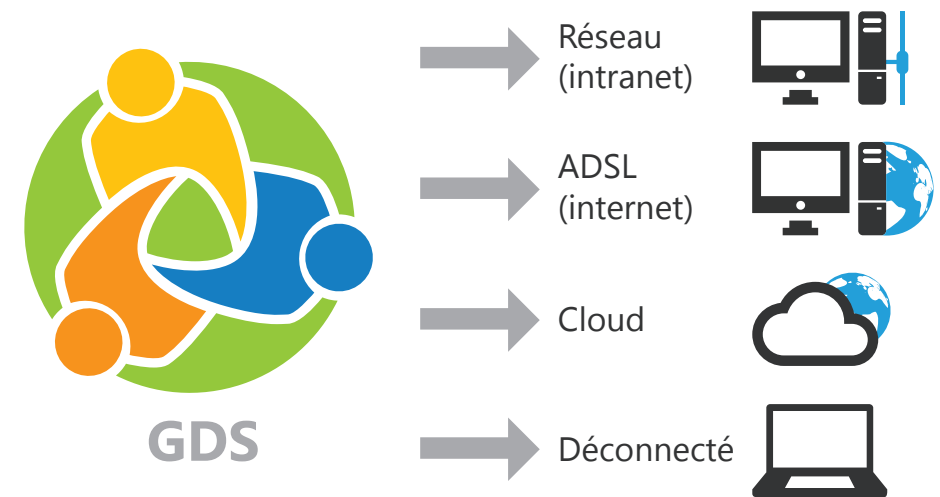 Réseau
(intranet)
ADSL
(internet)
Cloud
GDS
Déconnecté